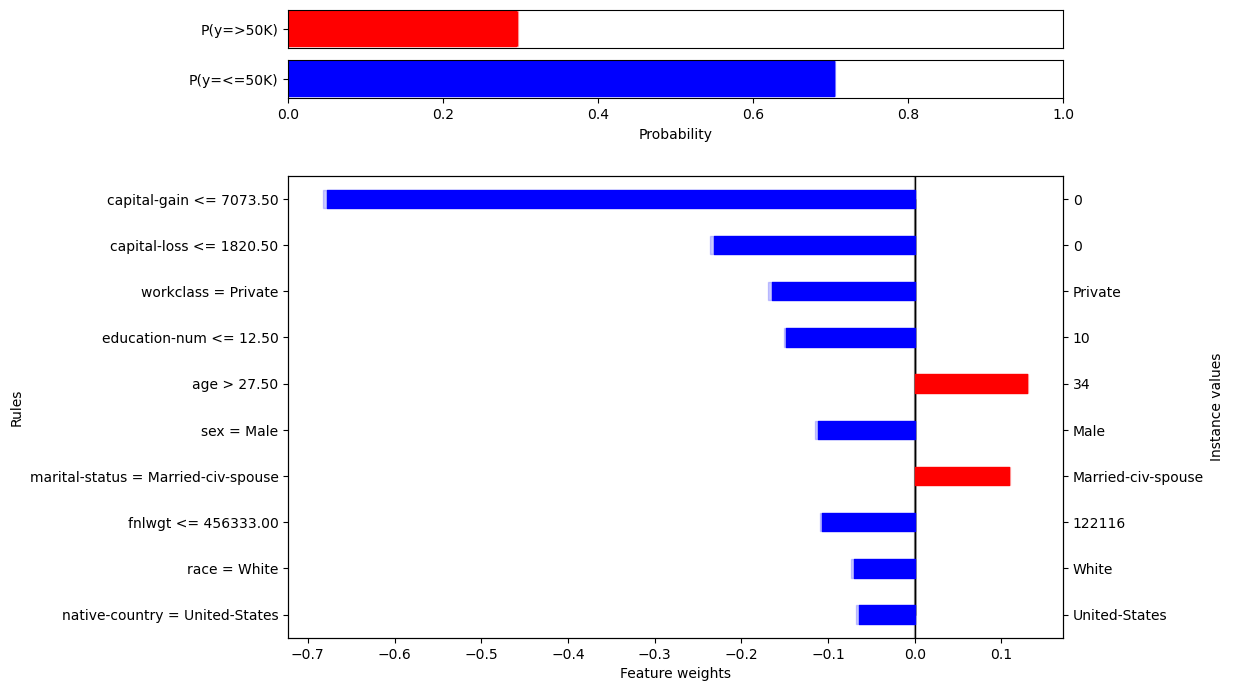 P(y=>50K)
P(y=<=50K)
0.0 0.2 0.4 0.6 0.8 1.0
Probability
capital-gain <= 7073.50 0
capital-loss <= 1820.50 0
workclass = Private Private
education-num <= 12.50 10
age > 27.50 34
sex = Male Male
marital-status = Married-civ-spouse Married-civ-spouse
fnlwgt <= 456333.00 122116
race = White White
native-country = United-States United-States
Rules
Instance values
−0.7 −0.6 −0.5 −0.4 −0.3 −0.2 −0.1 0.0 0.1
Feature weights